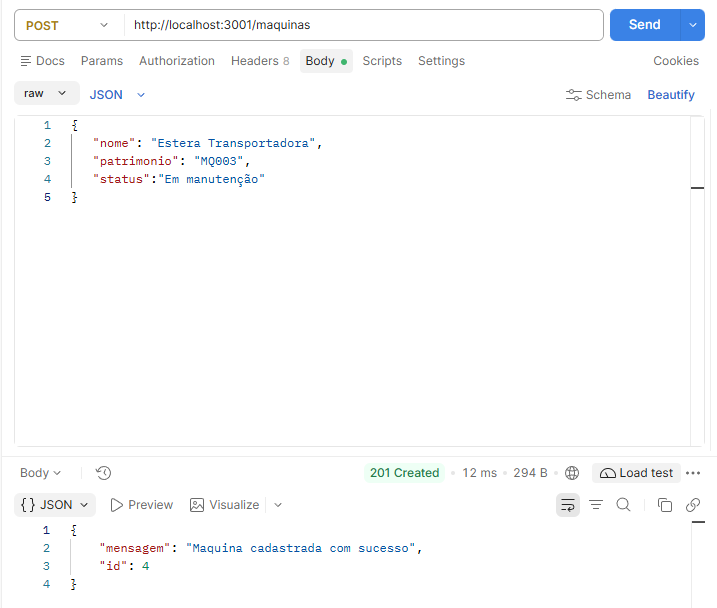 POST http://localhost:3001/maquinas Send
Docs Params Authorization Headers 8 Body Scripts Settings Cookies
raw JSON Schema Beautify
1 {
2 "nome": "Estera Transportadora",
3 "patrimonio": "MQ003",
4 "status":"Em manutenção"
5 }
Body 201 Created 12 ms 294 B Load test
{} JSON Preview Visualize
1 {
2 "mensagem": "Maquina cadastrada com sucesso",
3 "id": 4
4 }